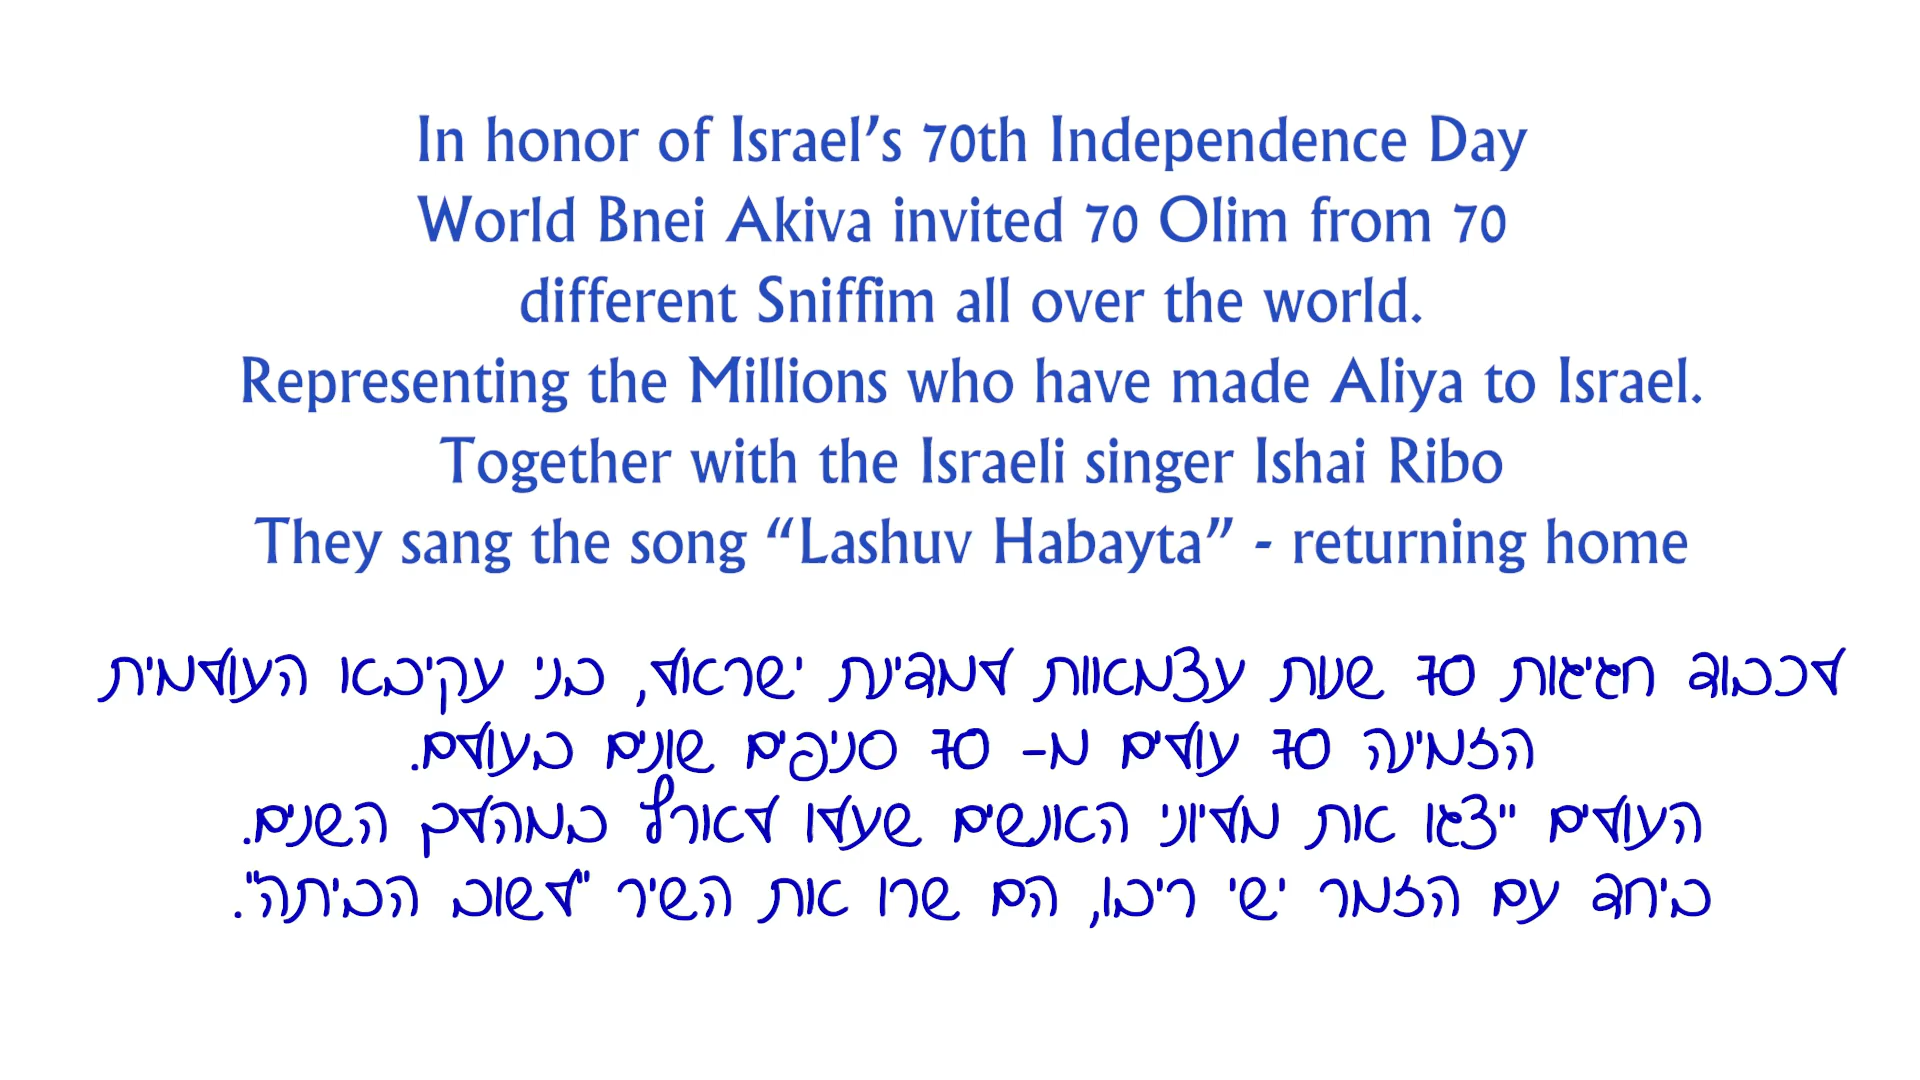 In honor of Israel’s 70th Independence Day
World Bnei Akiva invited 70 Olim from 70
different Sniffim all over the world.
Representing the Millions who have made Aliya to Israel.
Together with the Israeli singer Ishai Ribo
They sang the song “Lashuv Habayta” - returning home
לכבוד חגיגות 70 שנות עצמאות למדינת ישראל, בני עקיבא העולמית
הזמינה 70 עולים מ- 70 סניפים שונים בעולם.
העולים ייצגו את מליוני האנשים שעלו לארץ במהלך השנים.
ביחד עם הזמר ישי ריבו, הם שרו את השיר "לשוב הביתה".